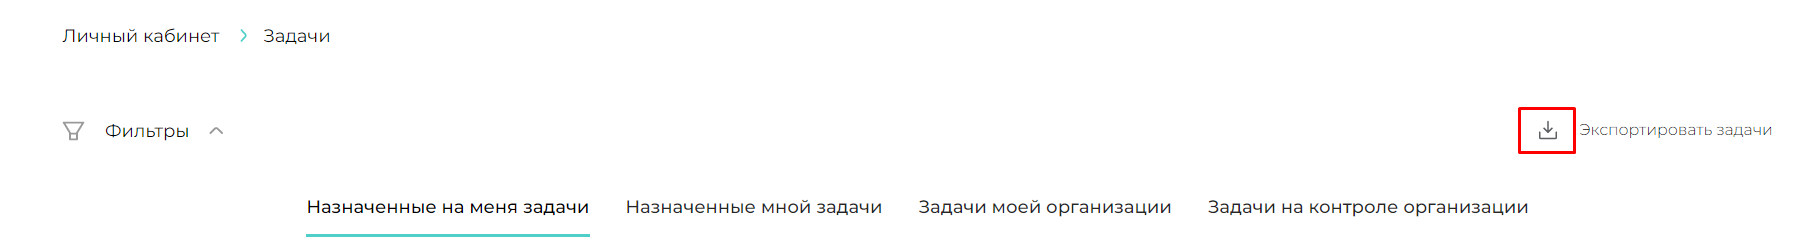 Личный кабинет Задачи
Фильтры Экспортировать задачи
Назначенные на меня задачи Назначенные мной задачи Задачи моей организации Задачи на контроле организации